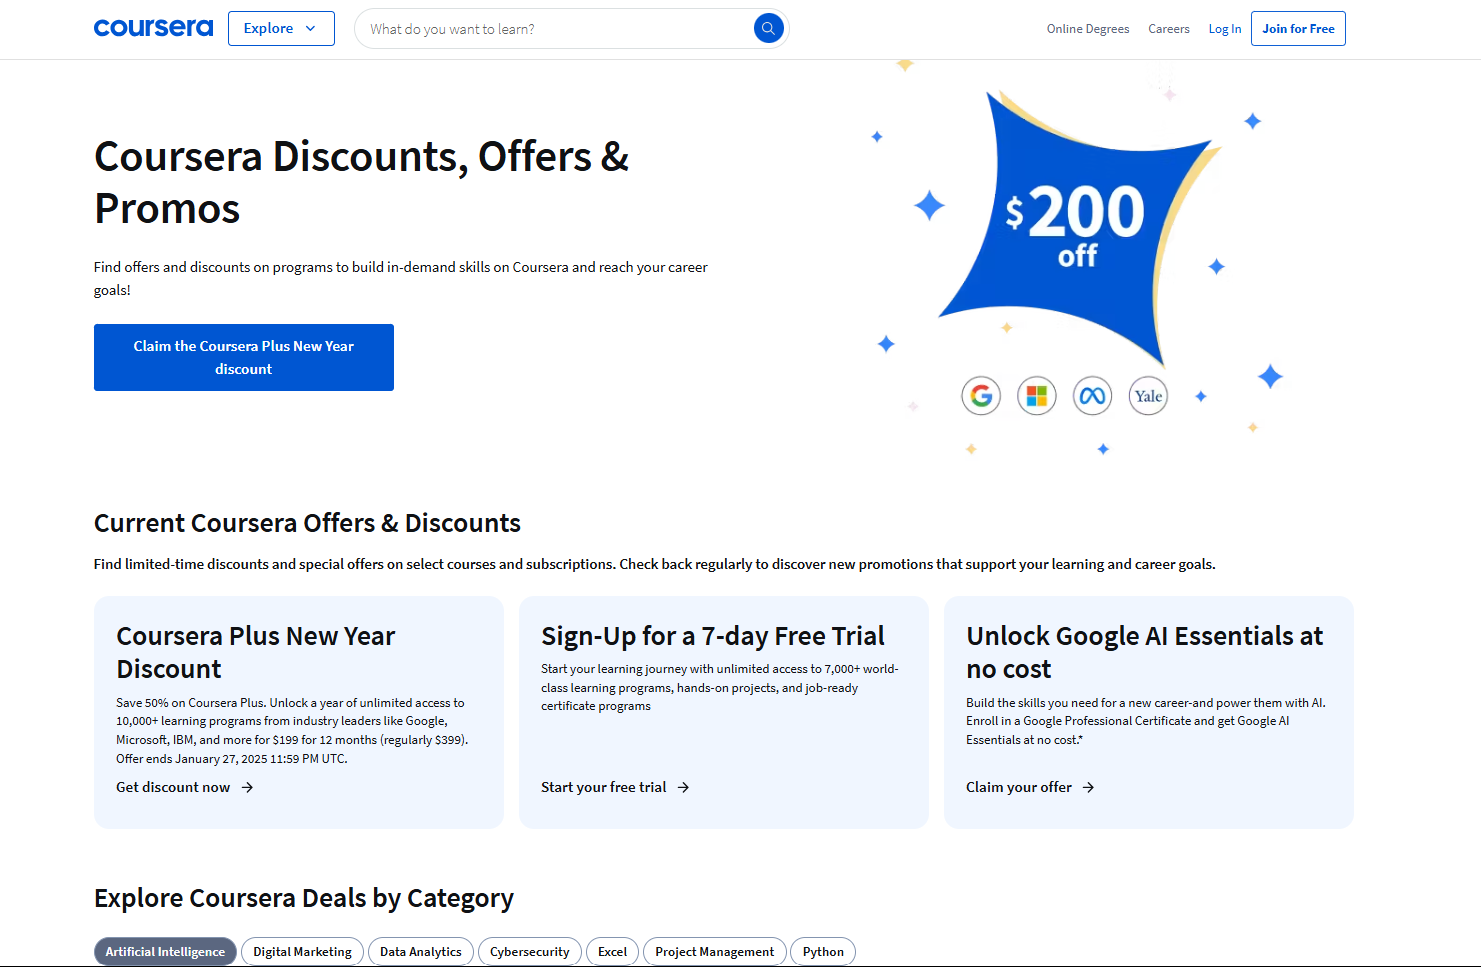 coursera
Explore
What do you want to learn?
Online Degrees
Careers
Log In
Join for Free
Coursera Discounts, Offers &
Promos
Find offers and discounts on programs to build in-demand skills on Coursera and reach your career
goals!
Claim the Coursera Plus New Year
discount
$200
off
Yale
Current Coursera Offers & Discounts
Find limited-time discounts and special offers on select courses and subscriptions. Check back regularly to discover new promotions that support your learning and career goals.
Coursera Plus New Year
Discount
Save 50% on Coursera Plus. Unlock a year of unlimited access to
10,000+ learning programs from industry leaders like Google,
Microsoft, IBM, and more for $199 for 12 months (regularly $399).
Offer ends January 27, 2025 11:59 PM UTC.
Get discount now
Sign-Up for a 7-day Free Trial
Start your learning journey with unlimited access to 7,000+ world-
class learning programs, hands-on projects, and job-ready
certificate programs
Start your free trial
Unlock Google AI Essentials at
no cost
Build the skills you need for a new career-and power them with AI.
Enroll in a Google Professional Certificate and get Google AI
Essentials at no cost.*
Claim your offer
Explore Coursera Deals by Category
Artificial Intelligence
Digital Marketing
Data Analytics
Cybersecurity
Excel
Project Management
Python